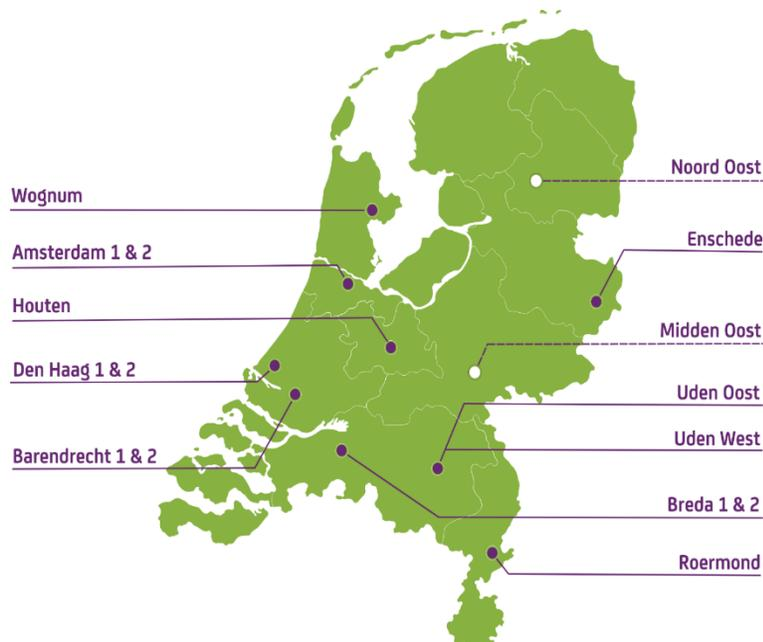 Wognum
Amsterdam 1 & 2
Houten
Den Haag 1 & 2
Barendrecht 1 & 2
Noord Oost
Enschede
Midden Oost
Uden Oost
Uden West
Breda 1 & 2
Roermond